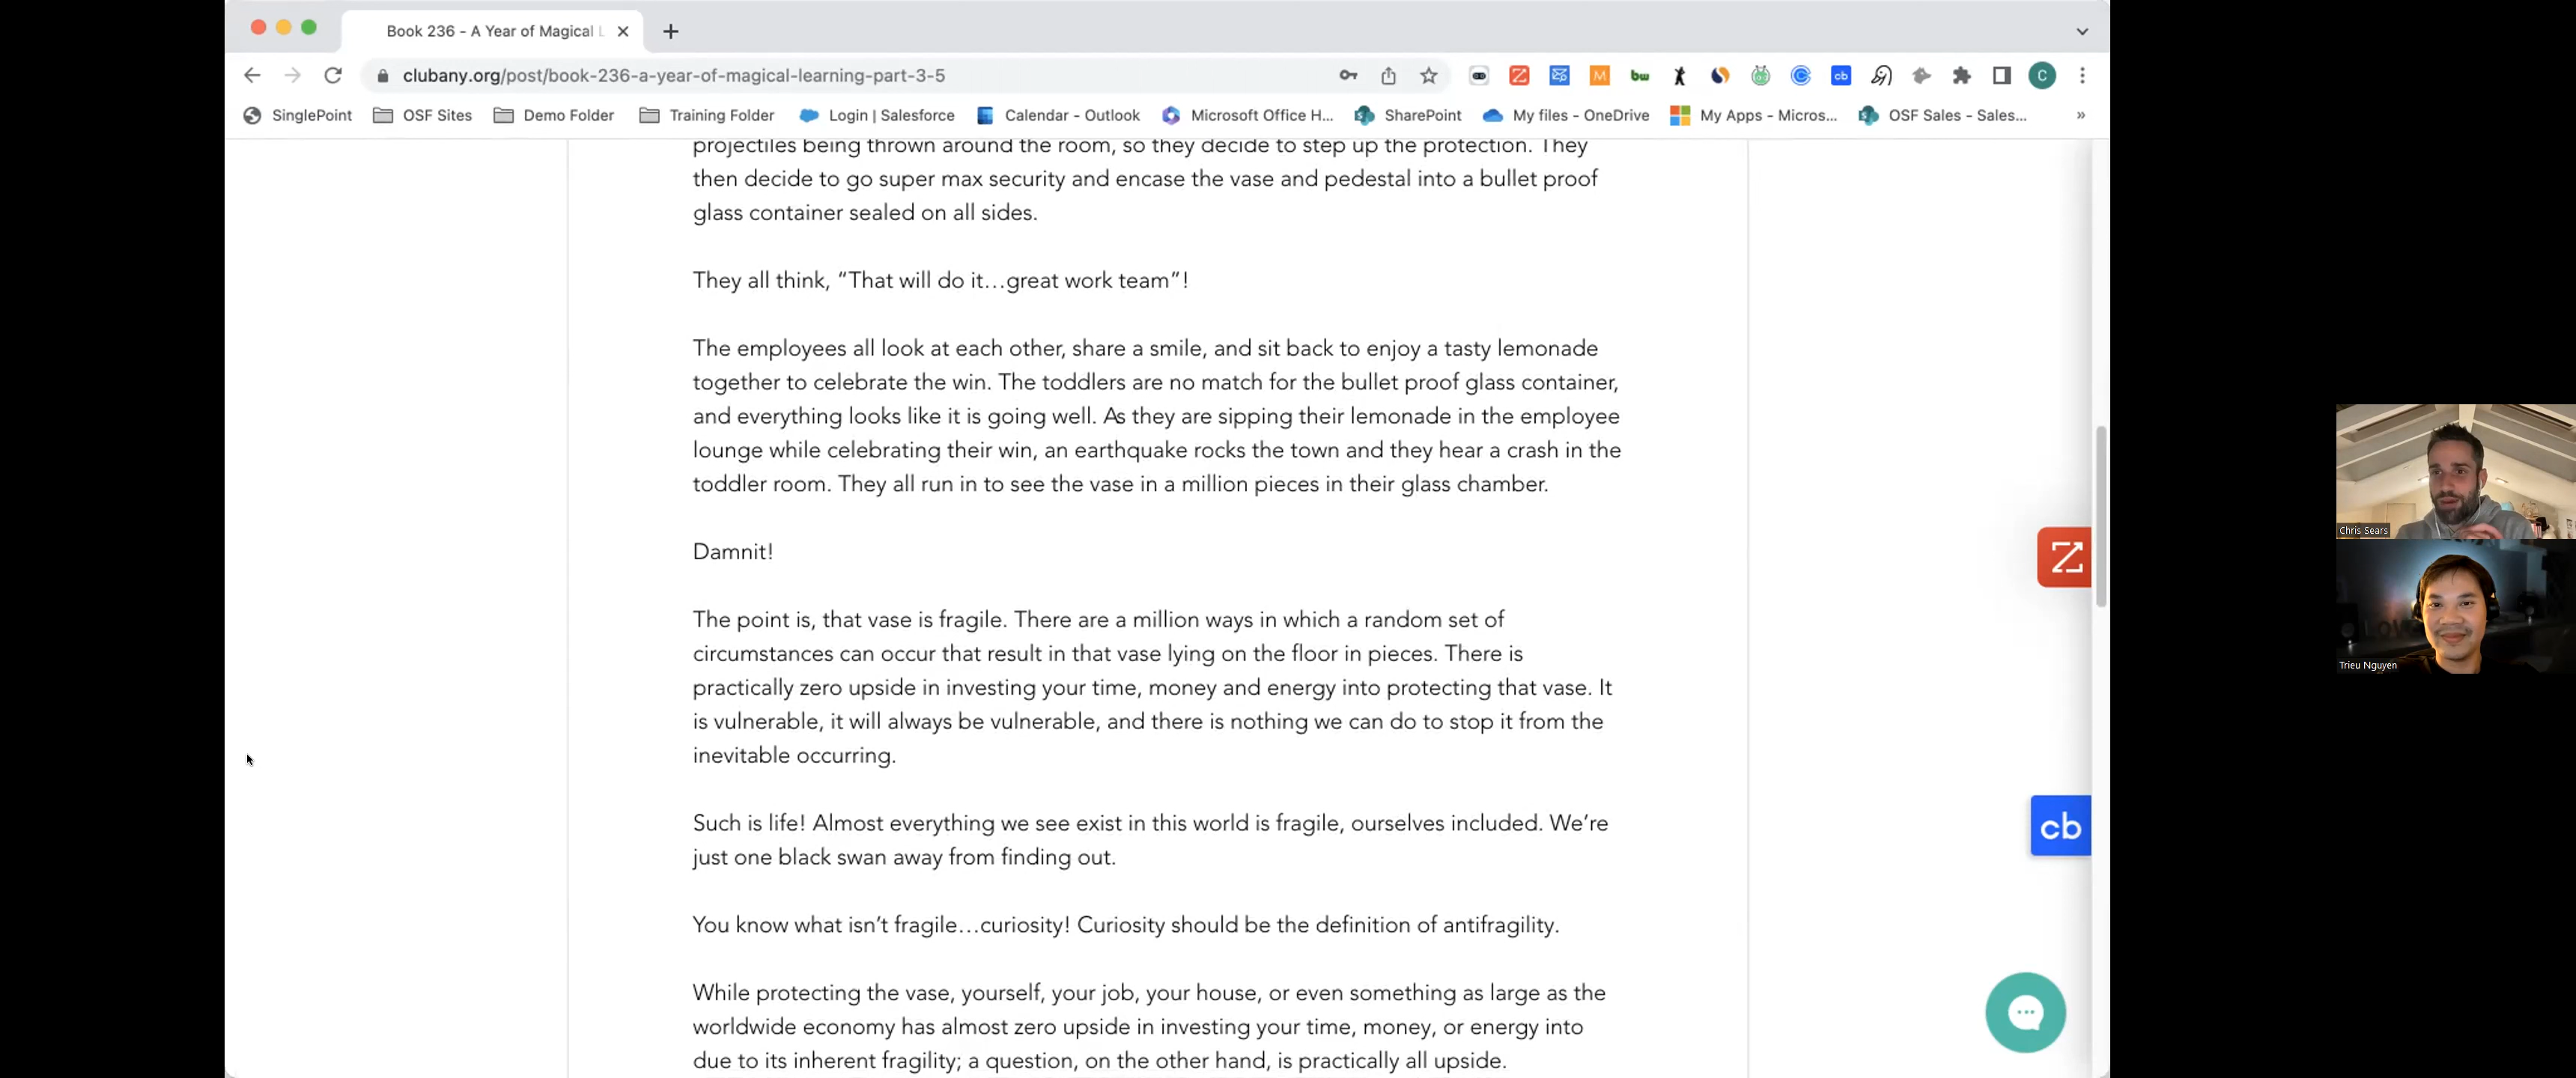 Book 236 - A Year of Magical L
clubany.org/post/book-236-a-year-of-magical-learning-part-3-5
M
bw
cb
C
SinglePoint
OSF Sites
Demo Folder
Training Folder
Login | Salesforce
Calendar - Outlook
Microsoft Office H...
SharePoint
My files - OneDrive
My Apps - Micros...
OSF Sales - Sales...
»
projectiles being thrown around the room, so they decide to step up the protection. They
then decide to go super max security and encase the vase and pedestal into a bullet proof
glass container sealed on all sides.
They all think, “That will do it…great work team”!
The employees all look at each other, share a smile, and sit back to enjoy a tasty lemonade
together to celebrate the win. The toddlers are no match for the bullet proof glass container,
and everything looks like it is going well. As they are sipping their lemonade in the employee
lounge while celebrating their win, an earthquake rocks the town and they hear a crash in the
toddler room. They all run in to see the vase in a million pieces in their glass chamber.
Damnit!
The point is, that vase is fragile. There are a million ways in which a random set of
circumstances can occur that result in that vase lying on the floor in pieces. There is
practically zero upside in investing your time, money and energy into protecting that vase. It
is vulnerable, it will always be vulnerable, and there is nothing we can do to stop it from the
inevitable occurring.
Such is life! Almost everything we see exist in this world is fragile, ourselves included. We’re
just one black swan away from finding out.
You know what isn’t fragile…curiosity! Curiosity should be the definition of antifragility.
While protecting the vase, yourself, your job, your house, or even something as large as the
worldwide economy has almost zero upside in investing your time, money, or energy into
due to its inherent fragility; a question, on the other hand, is practically all upside.
cb
Chris Sears
Trieu Nguyen